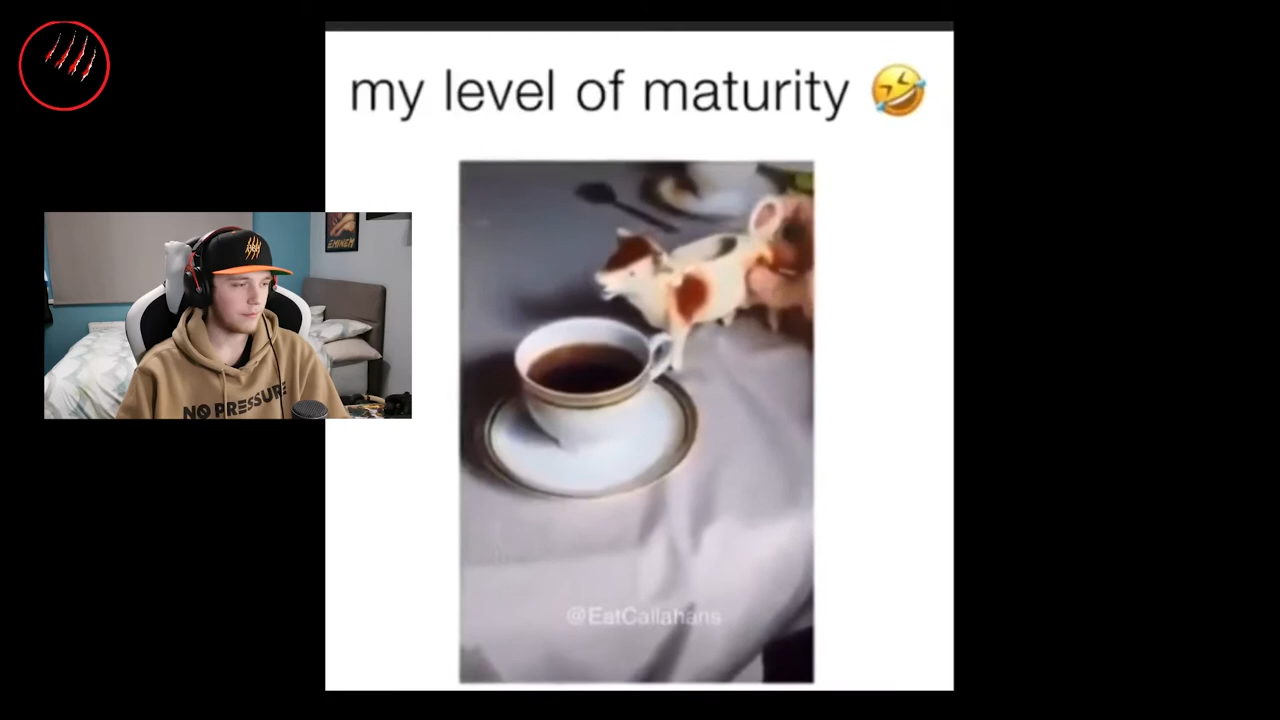 my level of maturity 🤣
EMINEM
NO PRESSURE
@EatCallahans